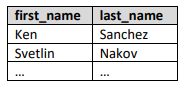 first_name last_name
Ken Sanchez
Svetlin Nakov
... ...